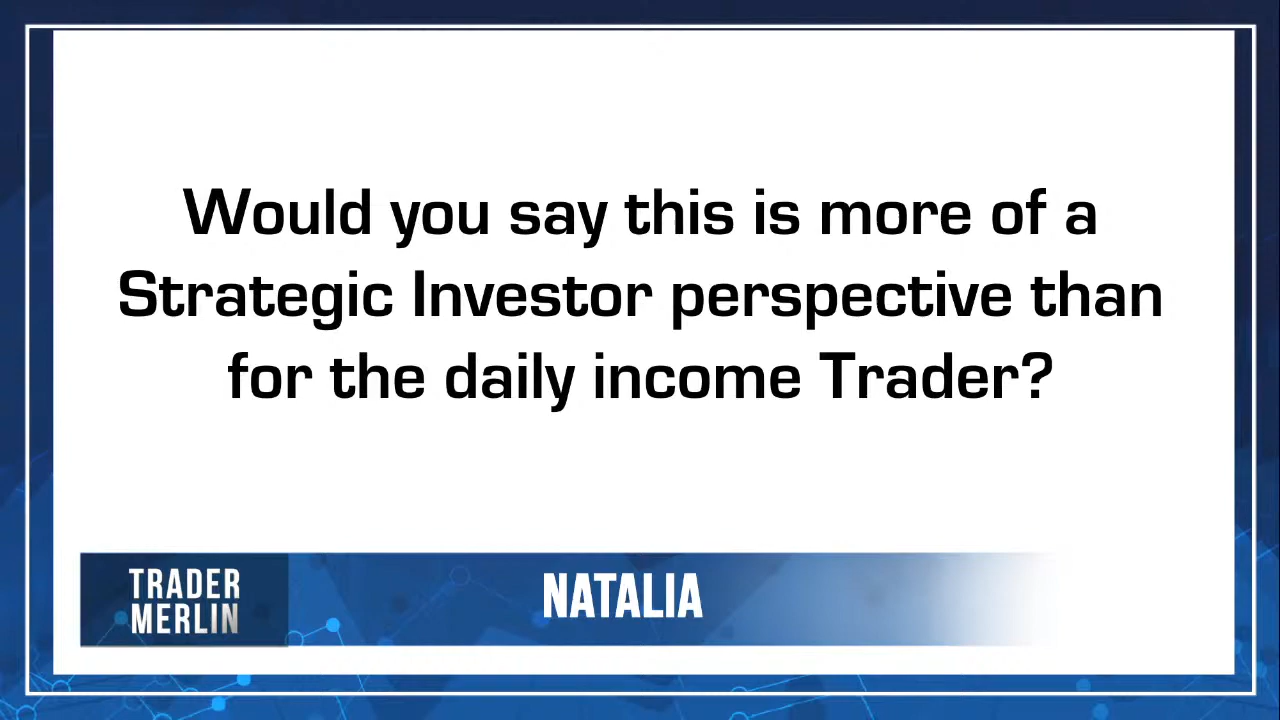 Would you say this is more of a
Strategic Investor perspective than
for the daily income Trader?
TRADER
MERLIN
NATALIA